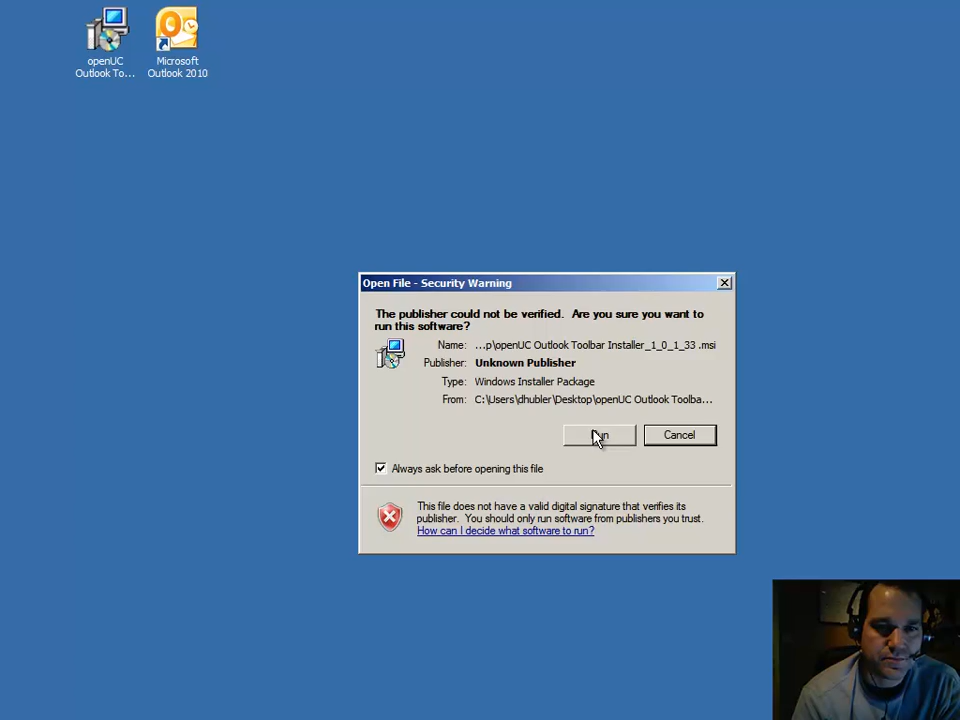 openUC
Outlook To...
Microsoft
Outlook 2010
Open File - Security Warning
The publisher could not be verified.  Are you sure you want to
run this software?
Name: ...p\openUC Outlook Toolbar Installer_1_0_1_33 .msi
Publisher: Unknown Publisher
Type: Windows Installer Package
From: C:\Users\dhubler\Desktop\openUC Outlook Toolba...
Run Cancel
Always ask before opening this file
This file does not have a valid digital signature that verifies its
publisher.  You should only run software from publishers you trust.
How can I decide what software to run?